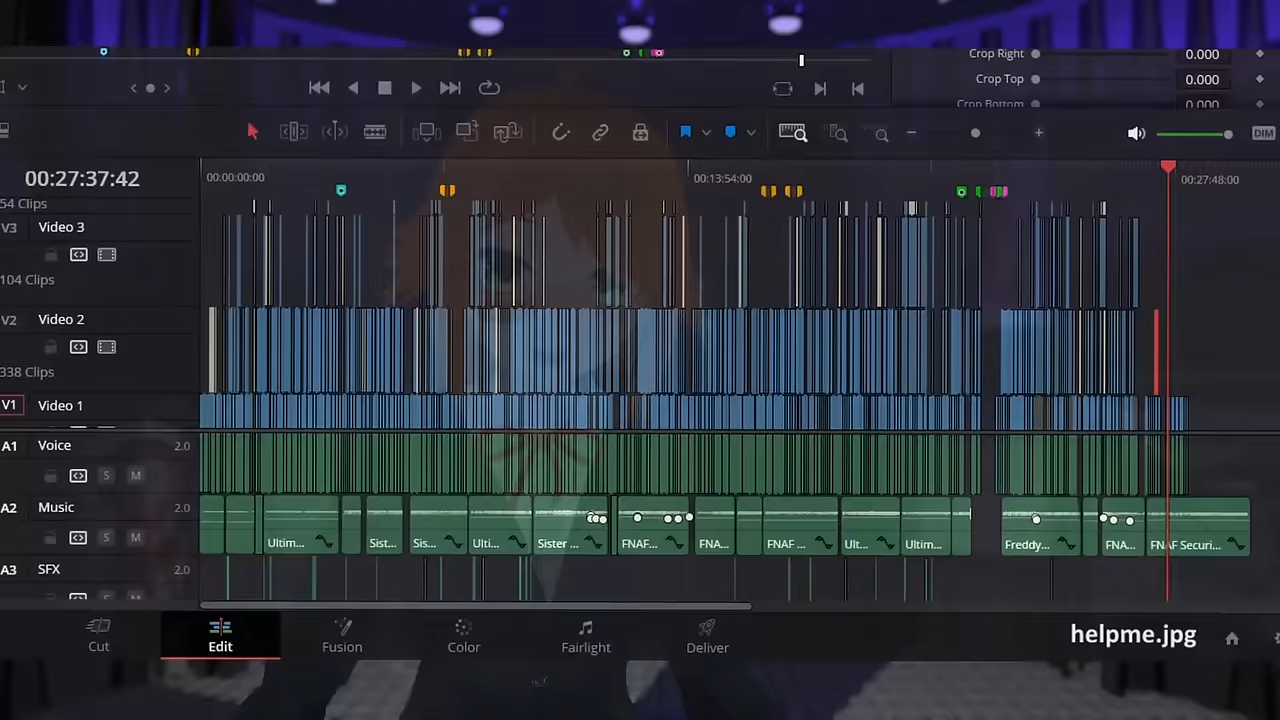 Crop Right 0.000
Crop Top 0.000
Crop Bottom 0.000
DIM
00:27:37:42
00:00:00:00
00:13:54:00
00:27:48:00
54 Clips
V3 Video 3
104 Clips
V2 Video 2
338 Clips
V1 Video 1
A1 Voice 2.0
S M
A2 Music 2.0
S M
Ultim...
Sist...
Sis...
Ulti...
Sister ...
FNAF...
FNA...
FNAF ...
Ult...
Ultim...
Freddy...
FNA...
FNAF Securi...
A3 SFX 2.0
S M
helpme.jpg
Cut
Edit
Fusion
Color
Fairlight
Deliver